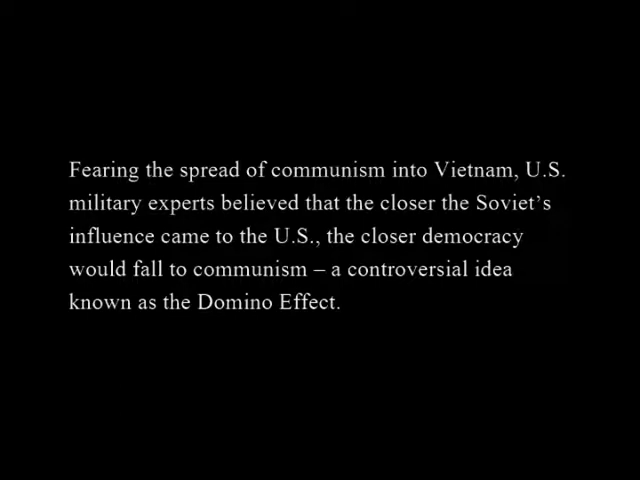 Fearing the spread of communism into Vietnam, U.S.
military experts believed that the closer the Soviet’s
influence came to the U.S., the closer democracy
would fall to communism – a controversial idea
known as the Domino Effect.